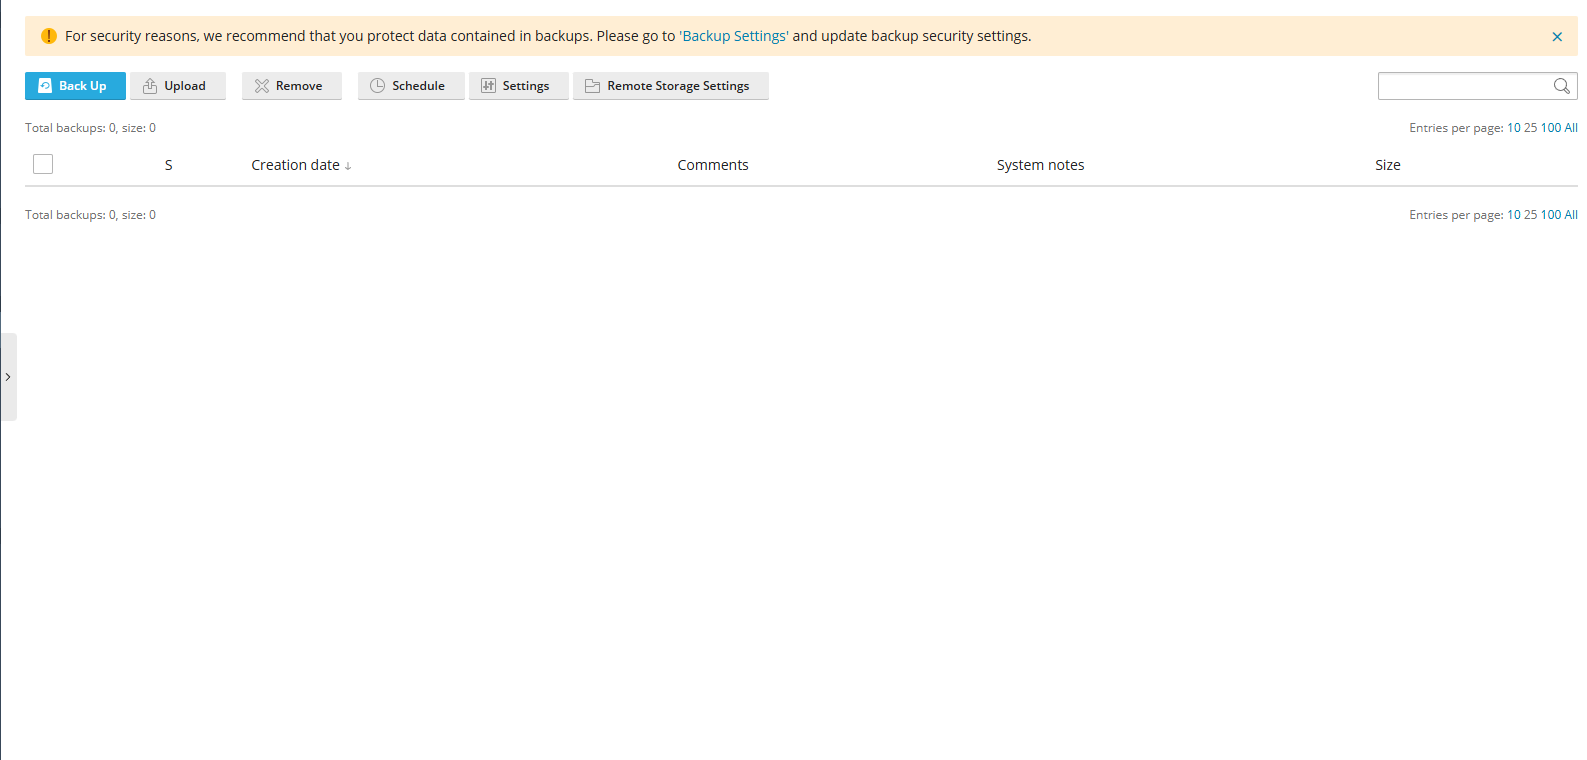 For security reasons, we recommend that you protect data contained in backups. Please go to 'Backup Settings' and update backup security settings.
Back Up Upload Remove Schedule Settings Remote Storage Settings
Total backups: 0, size: 0 Entries per page: 10 25 100 All
S Creation date ↓ Comments System notes Size
Total backups: 0, size: 0 Entries per page: 10 25 100 All